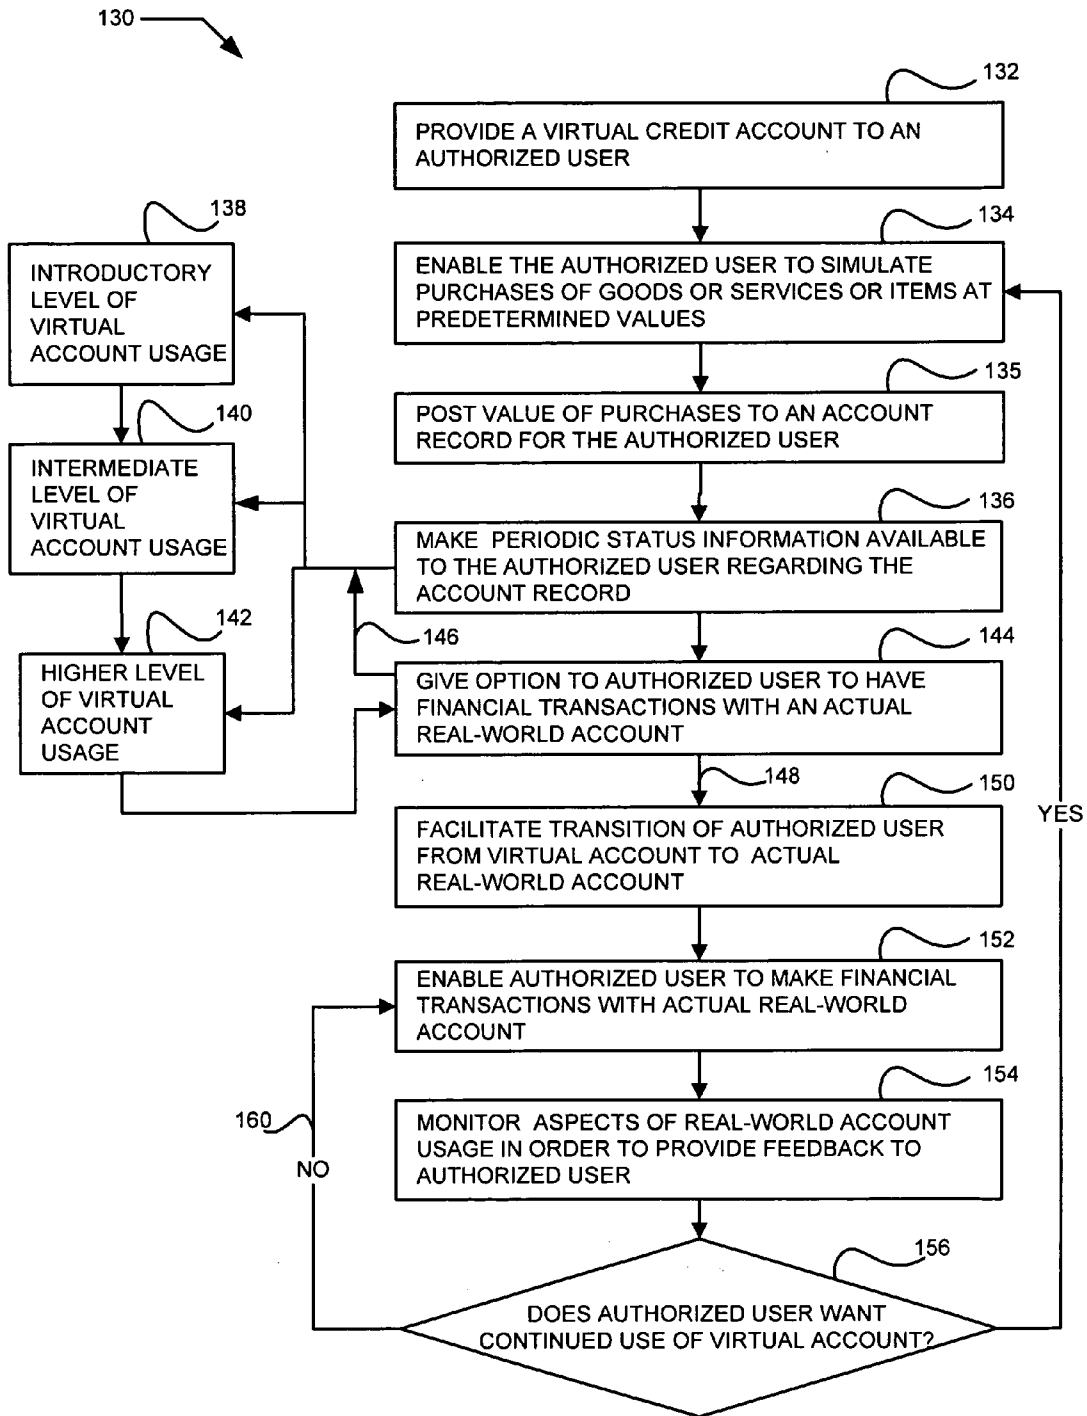 130
132
PROVIDE A VIRTUAL CREDIT ACCOUNT TO AN
AUTHORIZED USER
138
INTRODUCTORY
LEVEL OF
VIRTUAL
ACCOUNT USAGE
134
ENABLE THE AUTHORIZED USER TO SIMULATE
PURCHASES OF GOODS OR SERVICES OR ITEMS AT
PREDETERMINED VALUES
135
POST VALUE OF PURCHASES TO AN ACCOUNT
RECORD FOR THE AUTHORIZED USER
140
INTERMEDIATE
LEVEL OF
VIRTUAL
ACCOUNT USAGE
136
MAKE PERIODIC STATUS INFORMATION AVAILABLE
TO THE AUTHORIZED USER REGARDING THE
ACCOUNT RECORD
142
HIGHER LEVEL
OF VIRTUAL
ACCOUNT
USAGE
146
144
GIVE OPTION TO AUTHORIZED USER TO HAVE
FINANCIAL TRANSACTIONS WITH AN ACTUAL
REAL-WORLD ACCOUNT
148
150
FACILITATE TRANSITION OF AUTHORIZED USER
FROM VIRTUAL ACCOUNT TO ACTUAL
REAL-WORLD ACCOUNT
YES
152
ENABLE AUTHORIZED USER TO MAKE FINANCIAL
TRANSACTIONS WITH ACTUAL REAL-WORLD
ACCOUNT
154
MONITOR ASPECTS OF REAL-WORLD ACCOUNT
USAGE IN ORDER TO PROVIDE FEEDBACK TO
AUTHORIZED USER
160
NO
156
DOES AUTHORIZED USER WANT
CONTINUED USE OF VIRTUAL ACCOUNT?